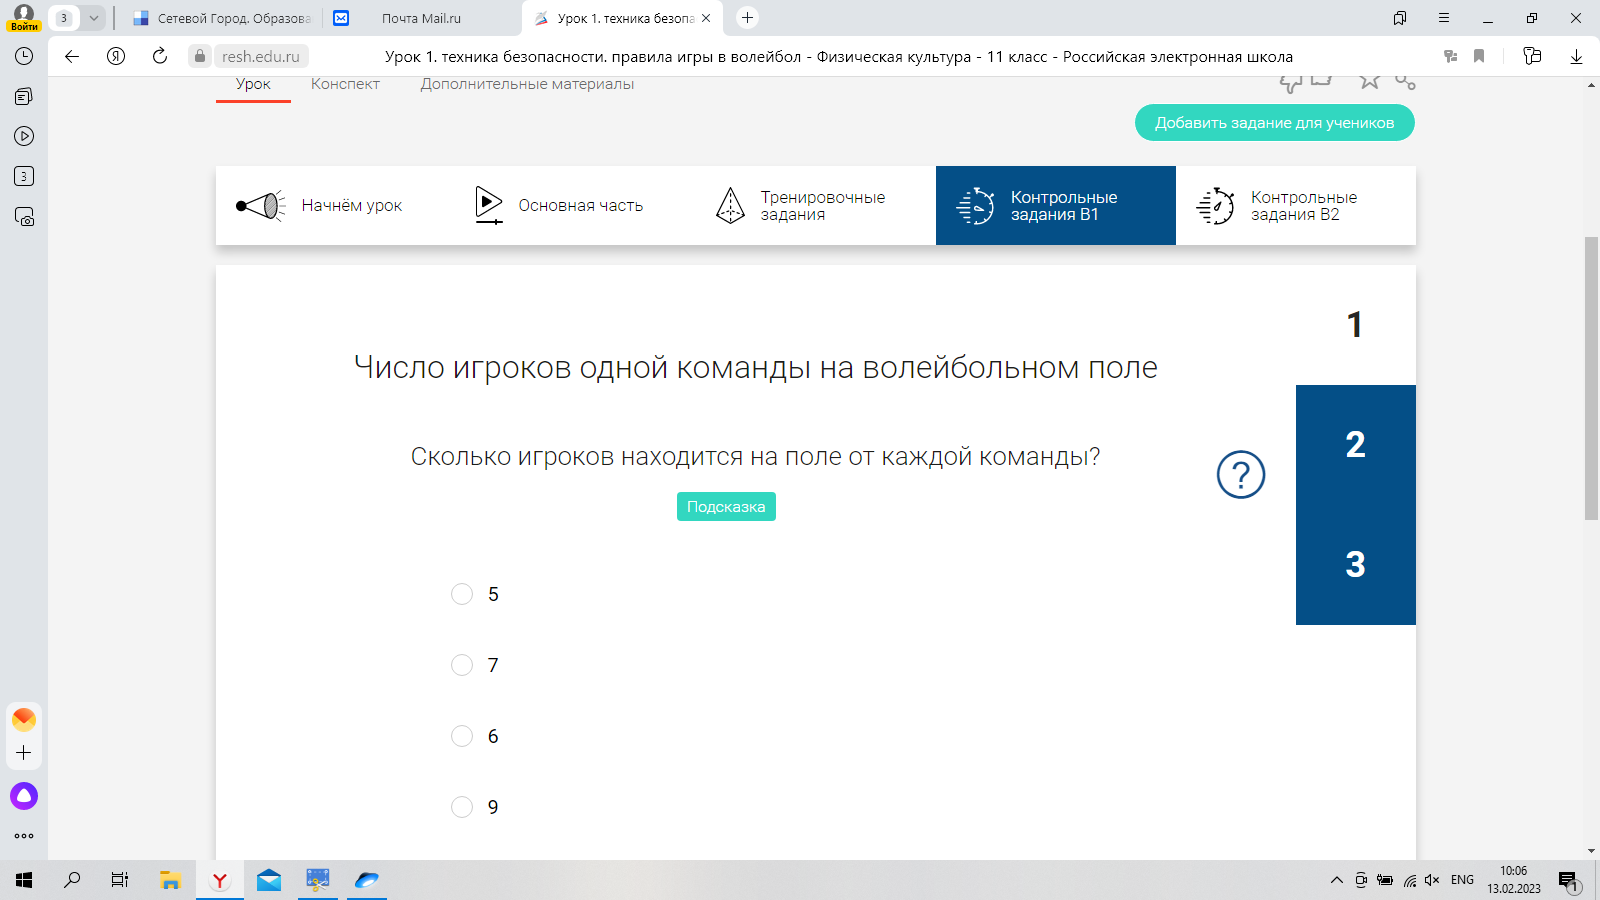 Войти
3
Сетевой Город. Образова
Почта Mail.ru
Урок 1. техника безопа
resh.edu.ru
Урок 1. техника безопасности. правила игры в волейбол - Физическая культура - 11 класс - Российская электронная школа
3
Урок
Конспект
Дополнительные материалы
Добавить задание для учеников
Начнём урок
Основная часть
Тренировочные
задания
Контрольные
задания В1
Контрольные
задания В2
1
Число игроков одной команды на волейбольном поле
2
Сколько игроков находится на поле от каждой команды?
?
Подсказка
3
5
7
6
9
ENG
10:06
13.02.2023
1